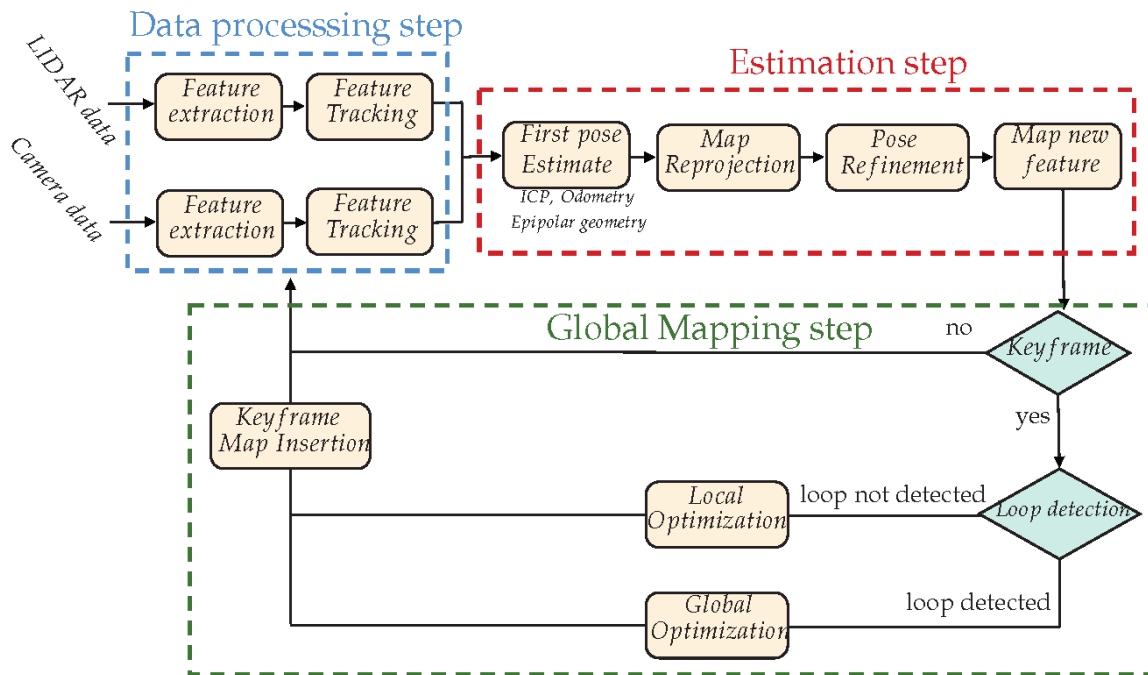 Data processsing step
LIDAR data
Feature
extraction
Feature
Tracking
Camera data
Feature
extraction
Feature
Tracking
Estimation step
First pose
Estimate
ICP, Odometry
Epipolar geometry
Map
Reprojection
Pose
Refinement
Map new
feature
Global Mapping step
no
Keyframe
yes
Keyframe
Map Insertion
Local
Optimization
loop not detected
Loop detection
Global
Optimization
loop detected